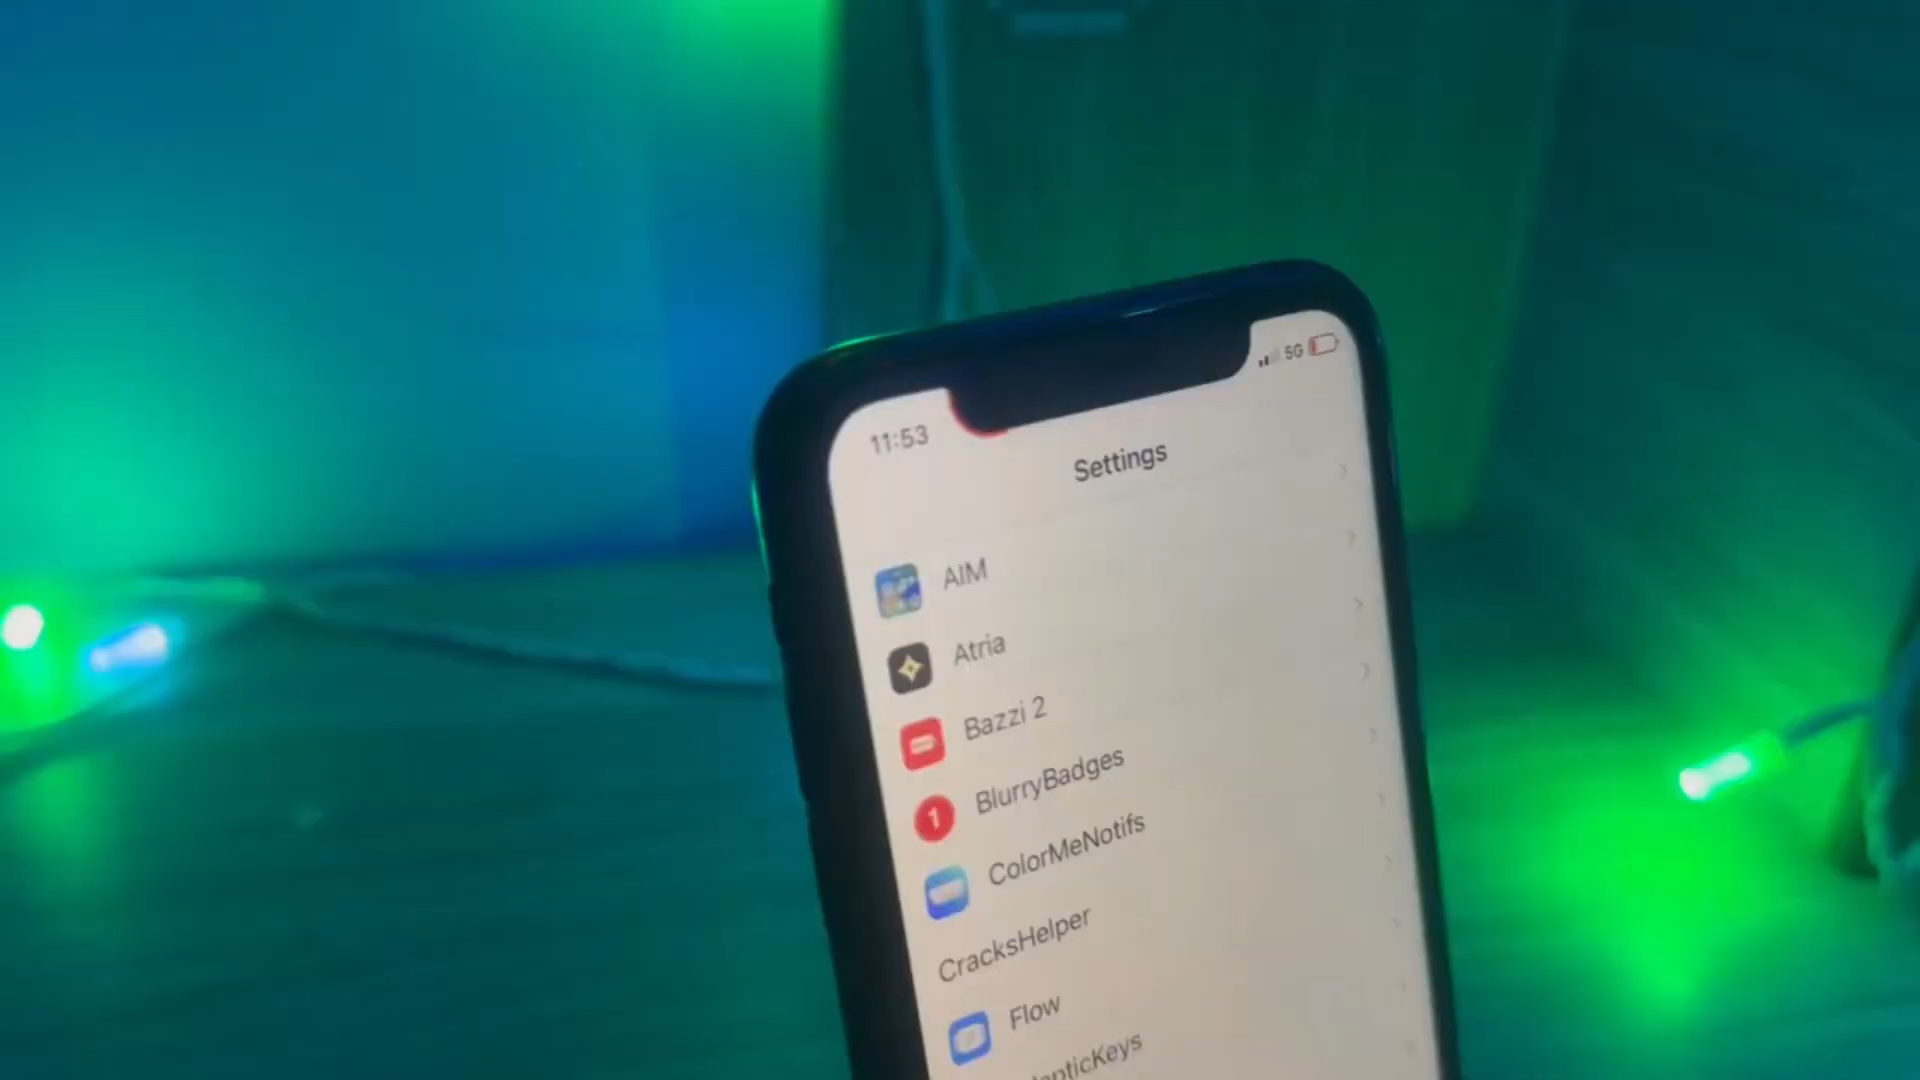 11:53
5G
Settings
AIM
Atria
Bazzi 2
1
BlurryBadges
ColorMeNotifs
CracksHelper
Flow